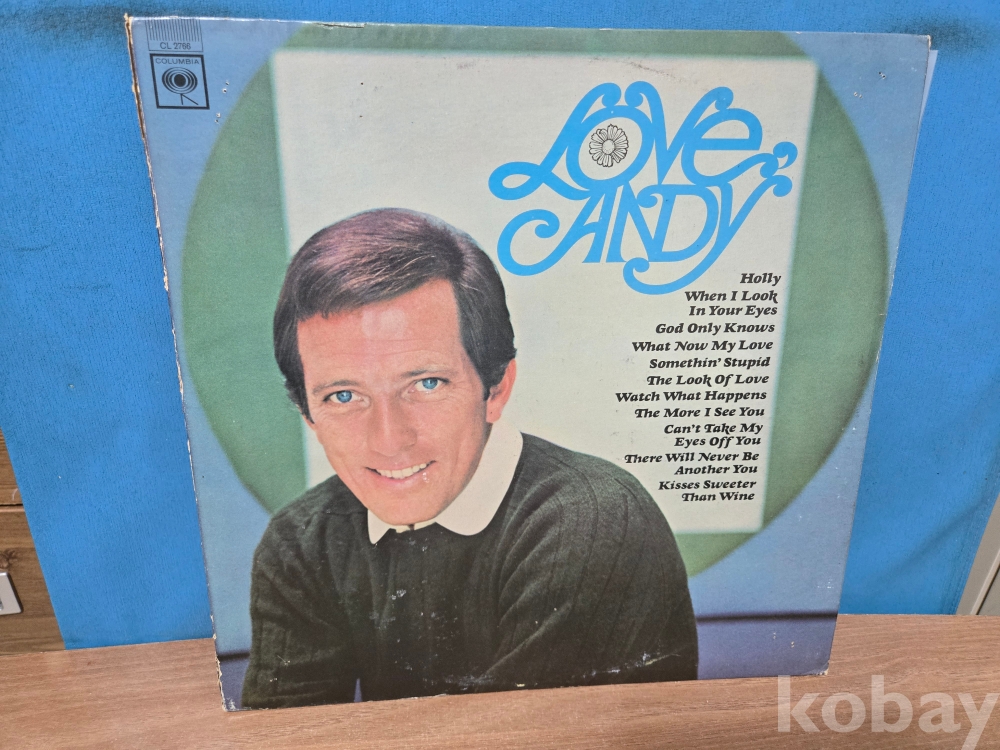 CL 2766
COLUMBIA
LOVE,
ANDY
Holly
When I Look
In Your Eyes
God Only Knows
What Now My Love
Somethin' Stupid
The Look Of Love
Watch What Happens
The More I See You
Can't Take My
Eyes Off You
There Will Never Be
Another You
Kisses Sweeter
Than Wine
kobay